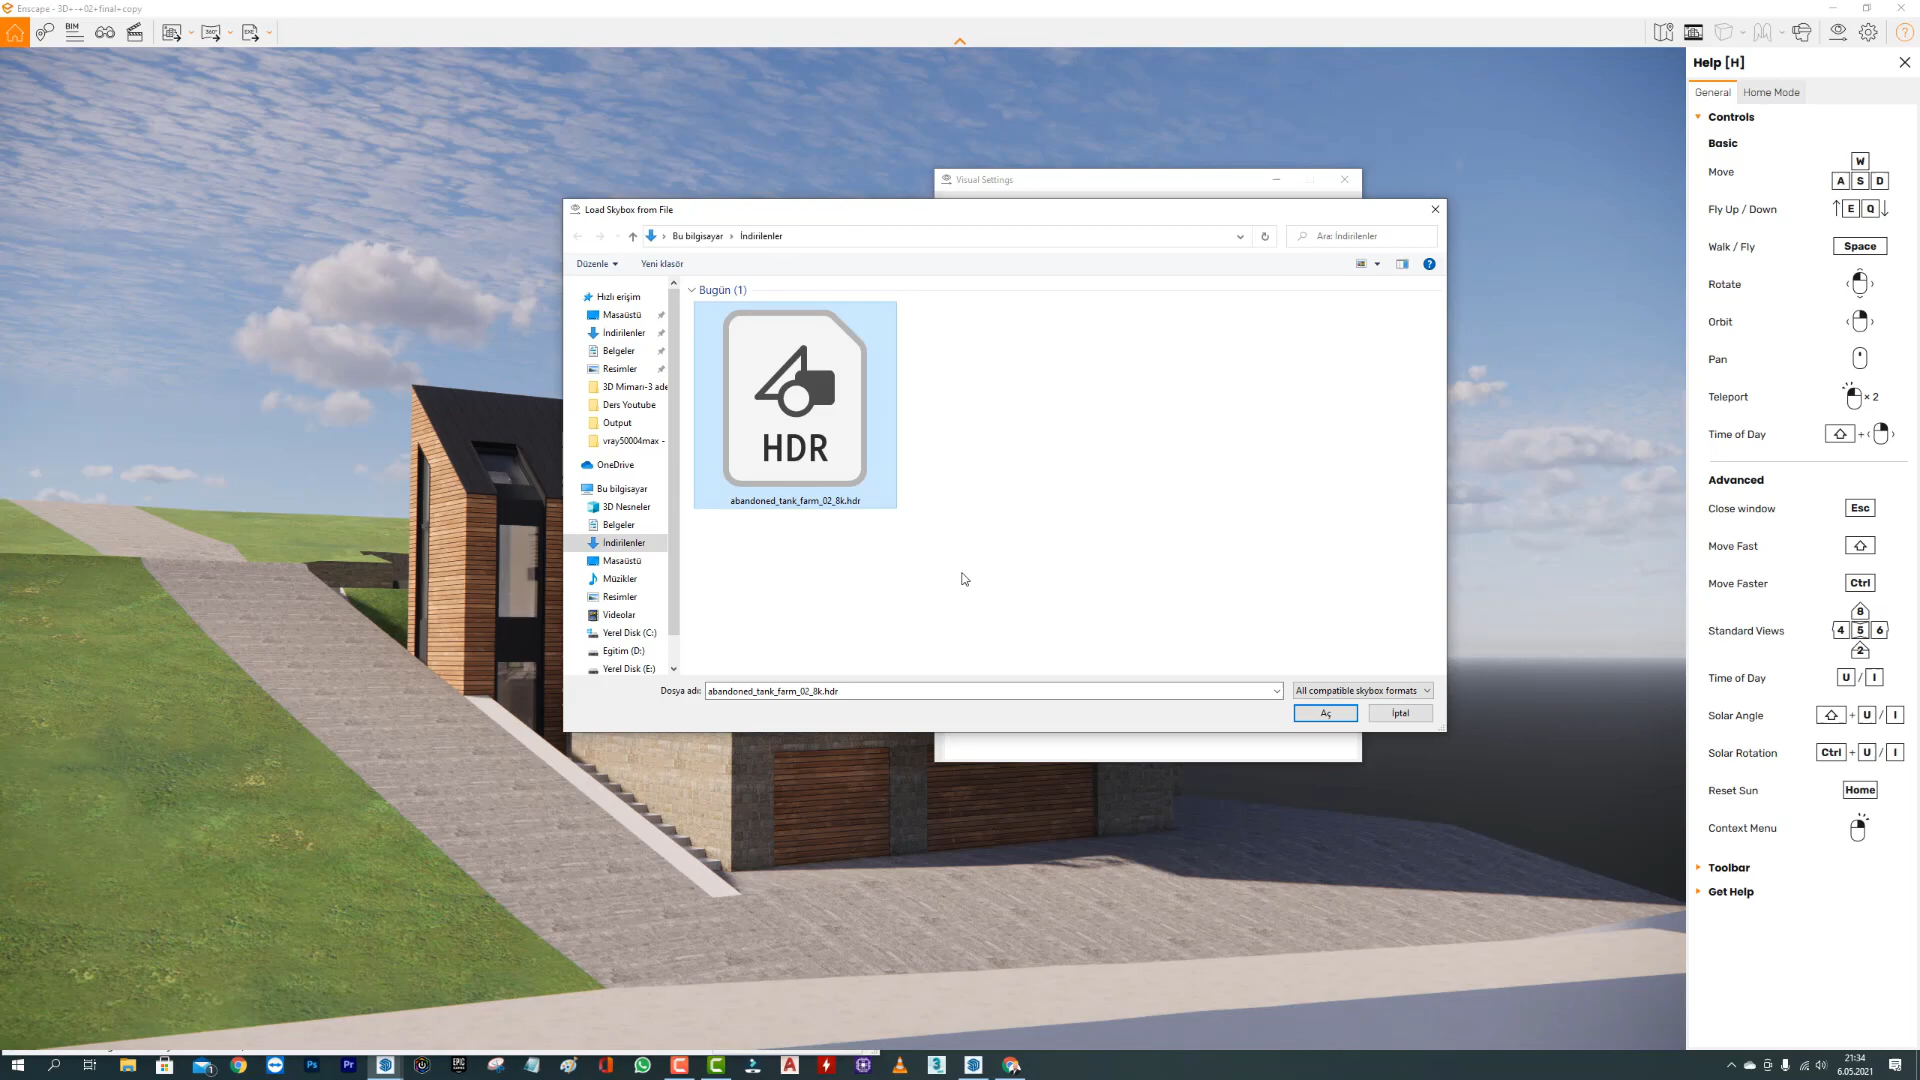 Enscape - 3D+-+02+final+copy
BIM
360°
EXE
Help [H]
General Home Mode
Controls
Basic
Move
W
A S D
Fly Up / Down
E Q
Walk / Fly
Space
Rotate
Orbit
Pan
Teleport
× 2
Time of Day
+
Advanced
Close window
Esc
Move Fast
Move Faster
Ctrl
Standard Views
8
4 5 6
2
Time of Day
U / I
Solar Angle
+ U / I
Solar Rotation
Ctrl + U / I
Reset Sun
Home
Context Menu
Toolbar
Get Help
Visual Settings
Load Skybox from File
Bu bilgisayar İndirilenler
Ara: İndirilenler
Düzenle Yeni klasör
Hızlı erişim
Masaüstü
İndirilenler
Belgeler
Resimler
3D Mimarı-3 ade
Ders Youtube
Output
vray50004max -
OneDrive
Bu bilgisayar
3D Nesneler
Belgeler
İndirilenler
Masaüstü
Müzikler
Resimler
Videolar
Yerel Disk (C:)
Egitim (D:)
Yerel Disk (E:)
Bugün (1)
HDR
abandoned_tank_farm_02_8k.hdr
Dosya adı: abandoned_tank_farm_02_8k.hdr
All compatible skybox formats
Aç İptal
21:34
6.05.2021